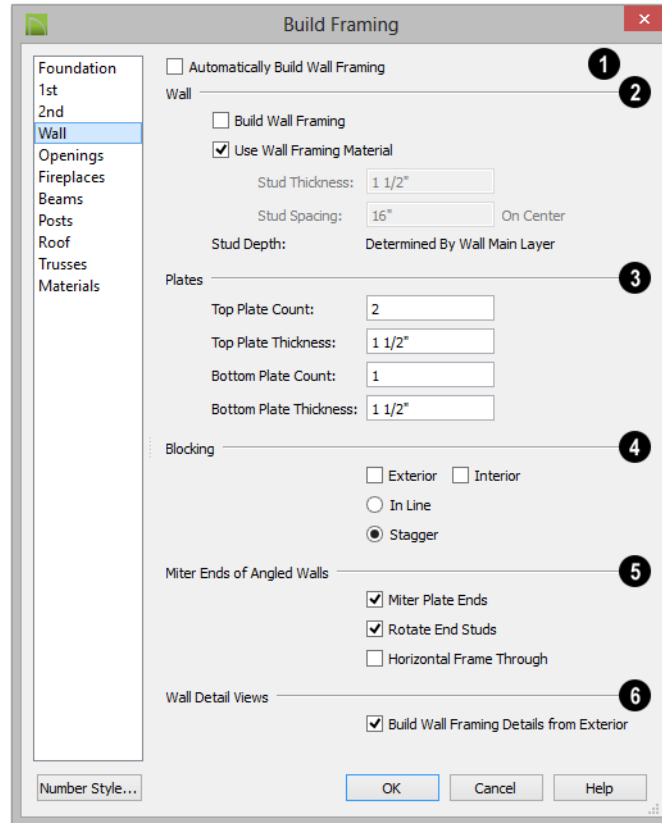 Build Framing
Foundation
1st
2nd
Wall
Openings
Fireplaces
Beams
Posts
Roof
Trusses
Materials
Automatically Build Wall Framing 1
Wall 2
Build Wall Framing
Use Wall Framing Material
Stud Thickness: 1 1/2"
Stud Spacing: 16" On Center
Stud Depth: Determined By Wall Main Layer
Plates 3
Top Plate Count: 2
Top Plate Thickness: 1 1/2"
Bottom Plate Count: 1
Bottom Plate Thickness: 1 1/2"
Blocking 4
Exterior Interior
In Line
Stagger
Miter Ends of Angled Walls 5
Miter Plate Ends
Rotate End Studs
Horizontal Frame Through
Wall Detail Views 6
Build Wall Framing Details from Exterior
Number Style... OK Cancel Help